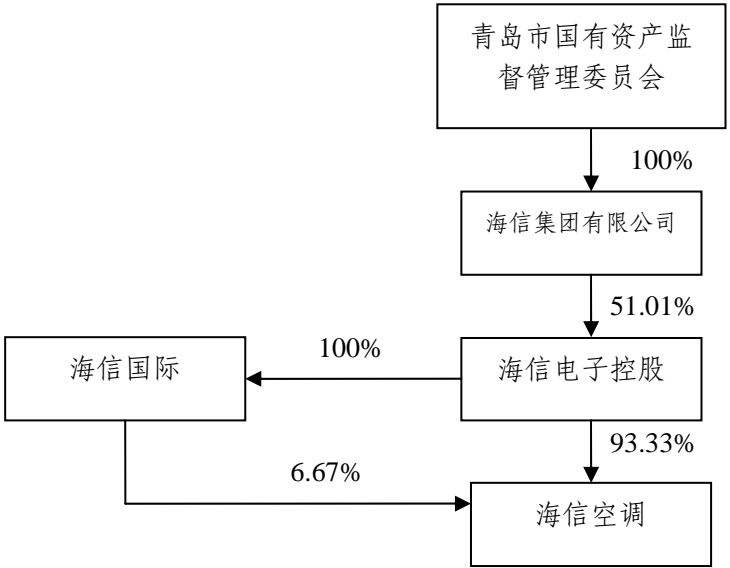 青岛市国有资产监
督管理委员会
100%
海信集团有限公司
51.01%
海信国际
100%
海信电子控股
93.33%
6.67%
海信空调